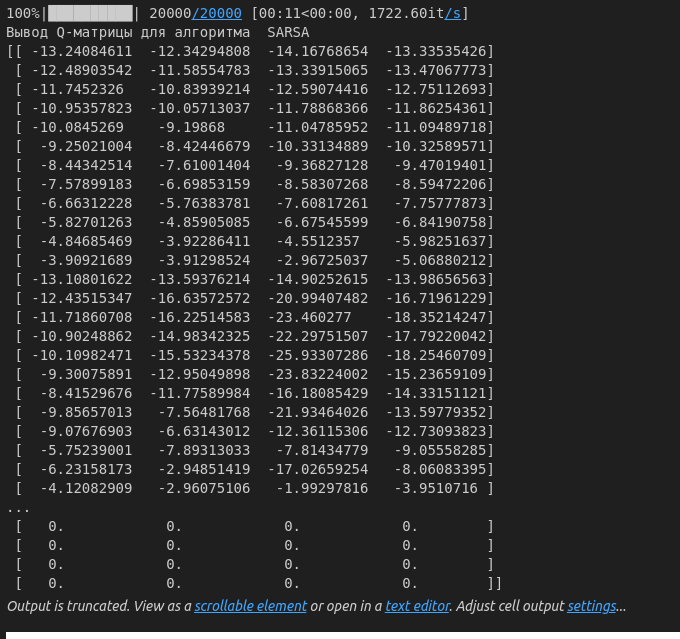 100%|██████████| 20000/20000 [00:11<00:00, 1722.60it/s]
Вывод Q-матрицы для алгоритма  SARSA
[[ -13.24084611  -12.34294808  -14.16768654  -13.33535426]
 [ -12.48903542  -11.58554783  -13.33915065  -13.47067773]
 [ -11.7452326   -10.83939214  -12.59074416  -12.75112693]
 [ -10.95357823  -10.05713037  -11.78868366  -11.86254361]
 [ -10.0845269    -9.19868     -11.04785952  -11.09489718]
 [  -9.25021004   -8.42446679  -10.33134889  -10.32589571]
 [  -8.44342514   -7.61001404   -9.36827128   -9.47019401]
 [  -7.57899183   -6.69853159   -8.58307268   -8.59472206]
 [  -6.66312228   -5.76383781   -7.60817261   -7.75777873]
 [  -5.82701263   -4.85905085   -6.67545599   -6.84190758]
 [  -4.84685469   -3.92286411   -4.5512357    -5.98251637]
 [  -3.90921689   -3.91298524   -2.96725037   -5.06880212]
 [ -13.10801622  -13.59376214  -14.90252615  -13.98656563]
 [ -12.43515347  -16.63572572  -20.99407482  -16.71961229]
 [ -11.71860708  -16.22514583  -23.460277    -18.35214247]
 [ -10.90248862  -14.98342325  -22.29751507  -17.79220042]
 [ -10.10982471  -15.53234378  -25.93307286  -18.25460709]
 [  -9.30075891  -12.95049898  -23.83224002  -15.23659109]
 [  -8.41529676  -11.77589984  -16.18085429  -14.33151121]
 [  -9.85657013   -7.56481768  -21.93464026  -13.59779352]
 [  -9.07676903   -6.63143012  -12.36115306  -12.73093823]
 [  -5.75239001   -7.89313033   -7.81434779   -9.05558285]
 [  -6.23158173   -2.94851419  -17.02659254   -8.06083395]
 [  -4.12082909   -2.96075106   -1.99297816   -3.9510716 ]
...
 [   0.            0.            0.            0.        ]
 [   0.            0.            0.            0.        ]
 [   0.            0.            0.            0.        ]
 [   0.            0.            0.            0.        ]]
Output is truncated. View as a scrollable element or open in a text editor. Adjust cell output settings...